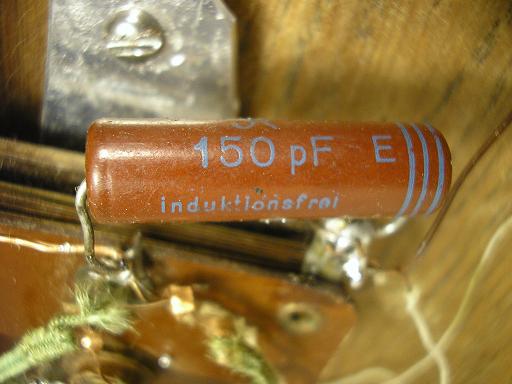 150 pF E
induktionsfrei